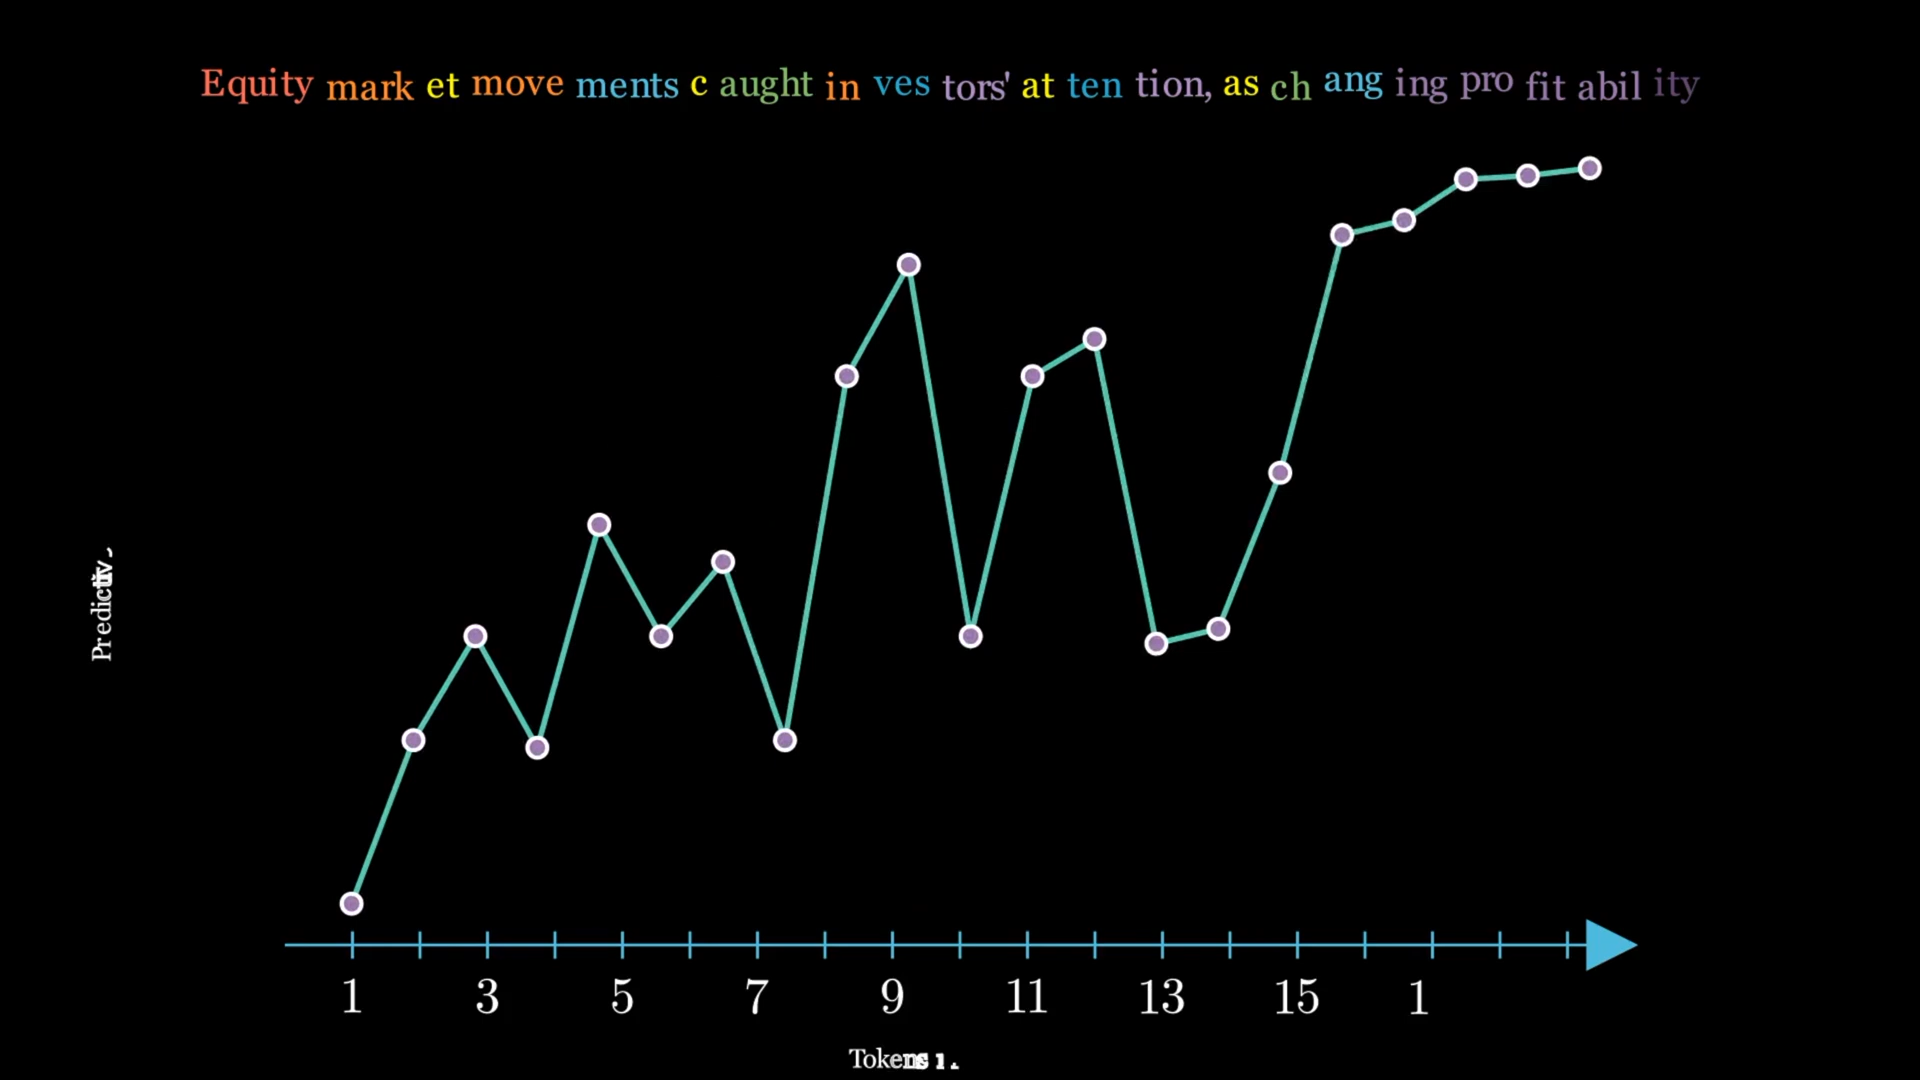 Equity mark et move ments c aught in ves tors' at ten tion, as ch ang ing pro fit abil ity
1 3 5 7 9 11 13 15 1